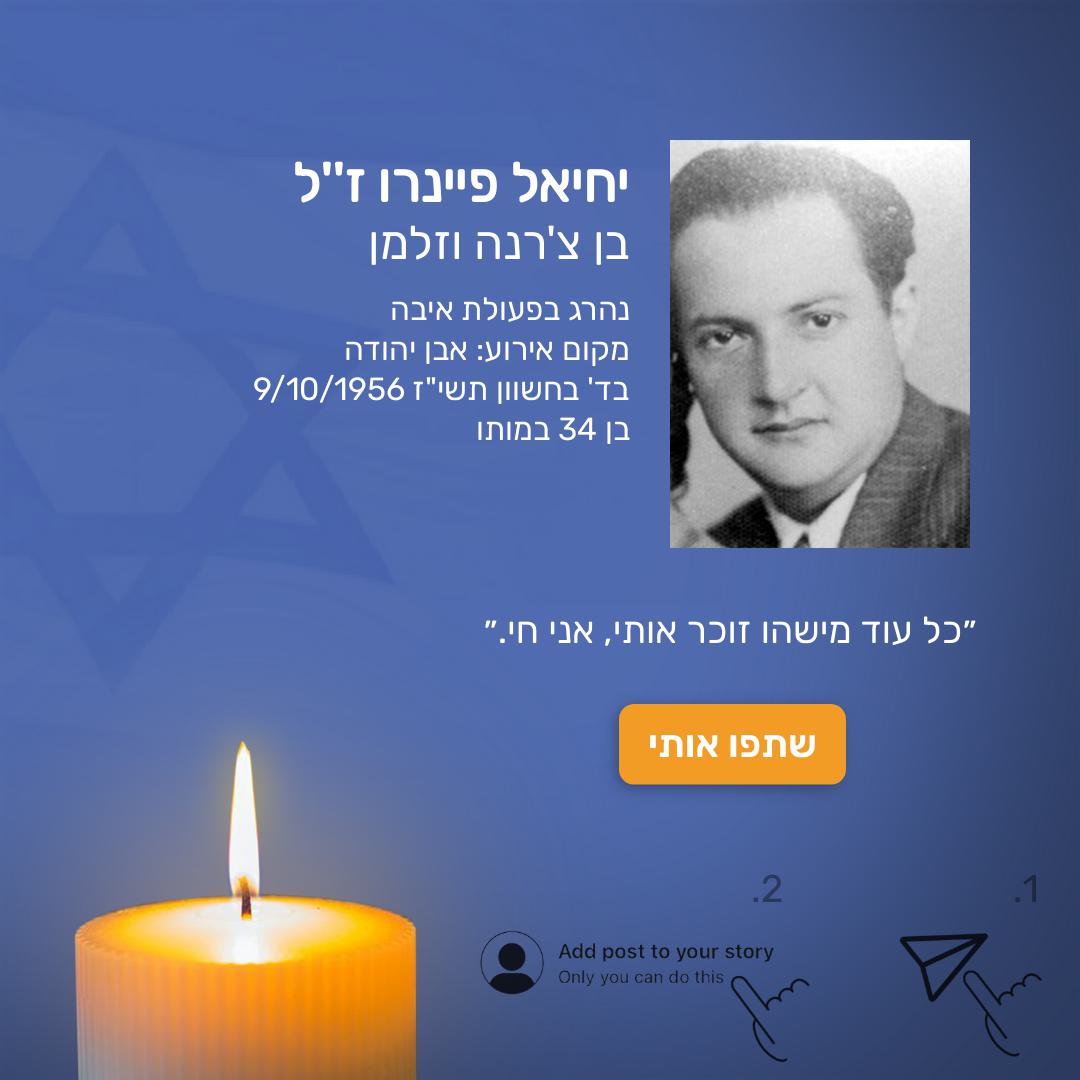 יחיאל פיינרו ז"ל
בן צ'רנה וזלמן
נהרג בפעולת איבה
מקום אירוע: אבן יהודה
בד' בחשוון תשי"ז 9/10/1956
בן 34 במותו
״כל עוד מישהו זוכר אותי, אני חי.״
שתפו אותי
1.
2.
Add post to your story
Only you can do this